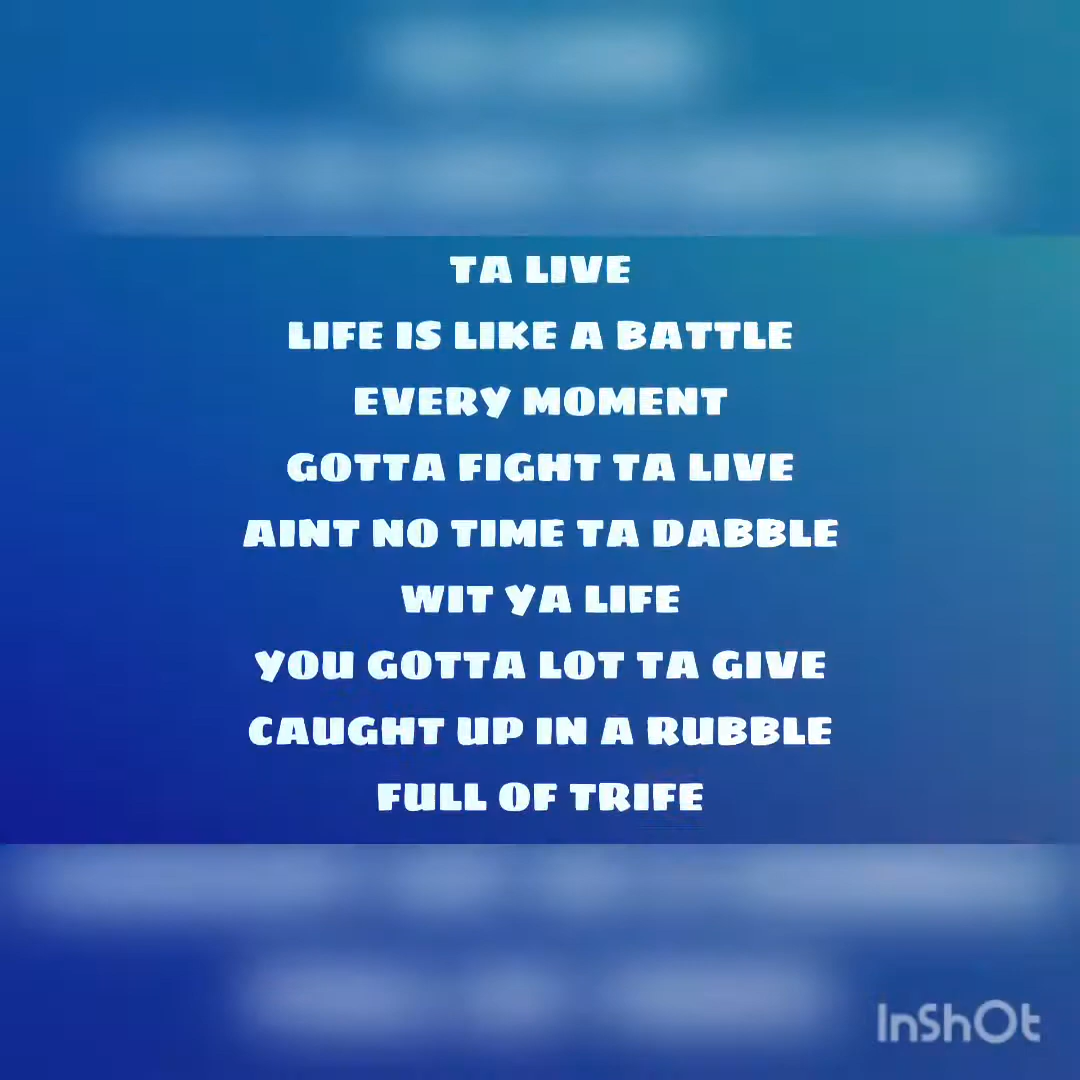 TA LIVE
LIFE IS LIKE A BATTLE
EVERY MOMENT
GOTTA FIGHT TA LIVE
AINT NO TIME TA DABBLE
WIT YA LIFE
YOU GOTTA LOT TA GIVE
CAUGHT UP IN A RUBBLE
FULL OF TRIFE
InShOt